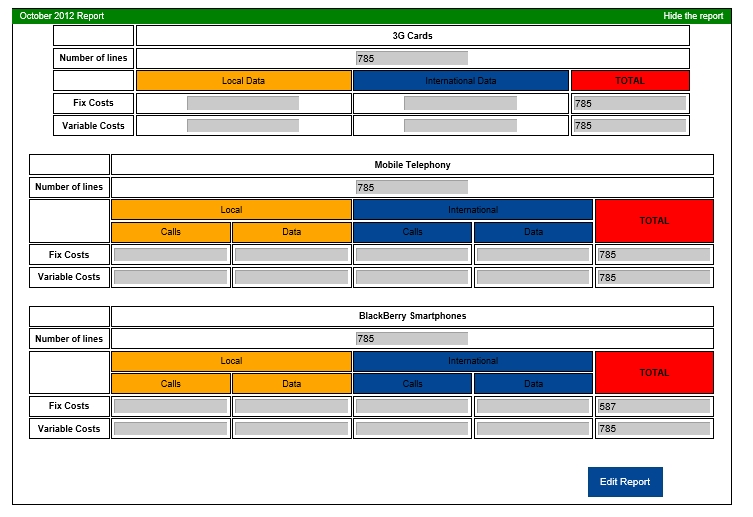 October 2012 Report Hide the report
3G Cards
Number of lines 785
Local Data International Data TOTAL
Fix Costs 785
Variable Costs 785
Mobile Telephony
Number of lines 785
Local International TOTAL
Calls Data Calls Data
Fix Costs 785
Variable Costs 785
BlackBerry Smartphones
Number of lines 785
Local International TOTAL
Calls Data Calls Data
Fix Costs 587
Variable Costs 785
Edit Report